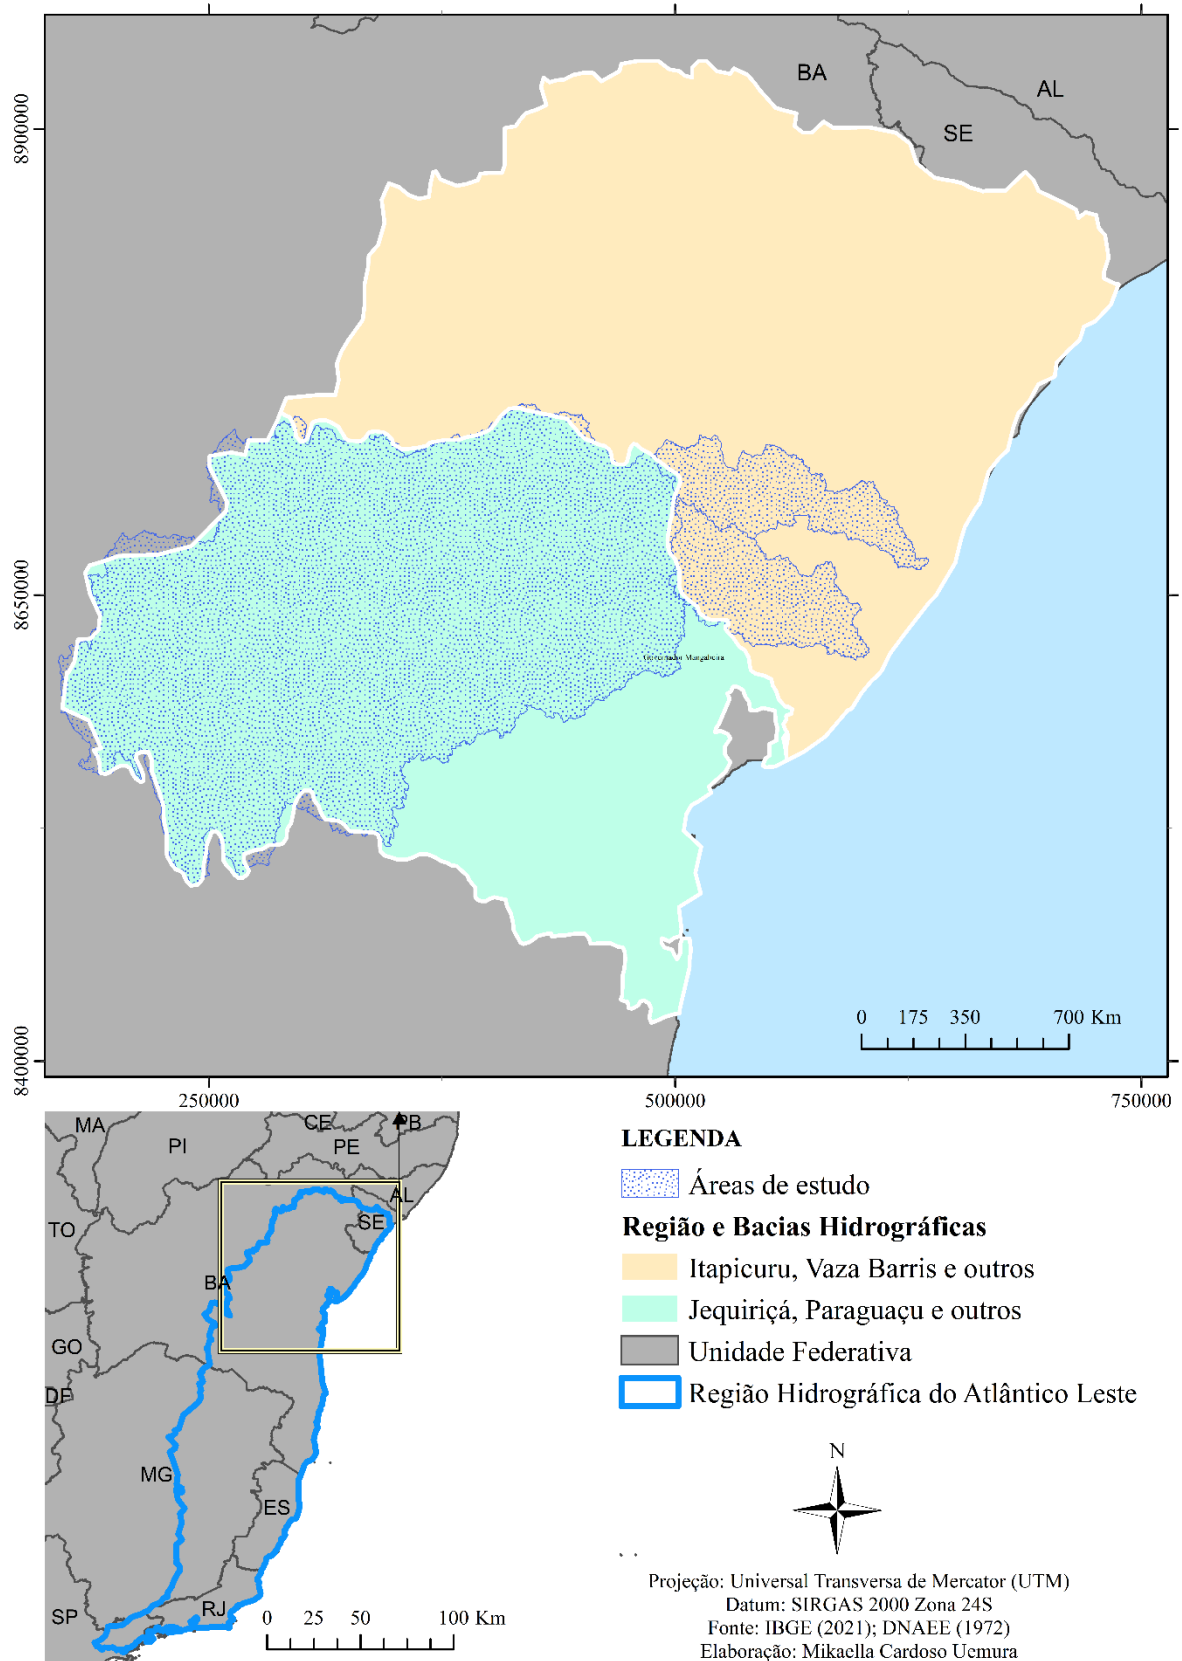 BA
AL
SE
8900000
8650000
Governador Mangabeira
0 175 350 700 Km
8400000
250000 500000 750000
MA
CE
PB
PI
PE
AL
SE
TO
BA
GO
DF
MG
ES
SP
RJ
0 25 50 100 Km
LEGENDA
Áreas de estudo
Região e Bacias Hidrográficas
Itapicuru, Vaza Barris e outros
Jequiriçá, Paraguaçu e outros
Unidade Federativa
Região Hidrográfica do Atlântico Leste
N
Projeção: Universal Transversa de Mercator (UTM)
Datum: SIRGAS 2000 Zona 24S
Fonte: IBGE (2021); DNAEE (1972)
Elaboração: Mikaella Cardoso Uemura